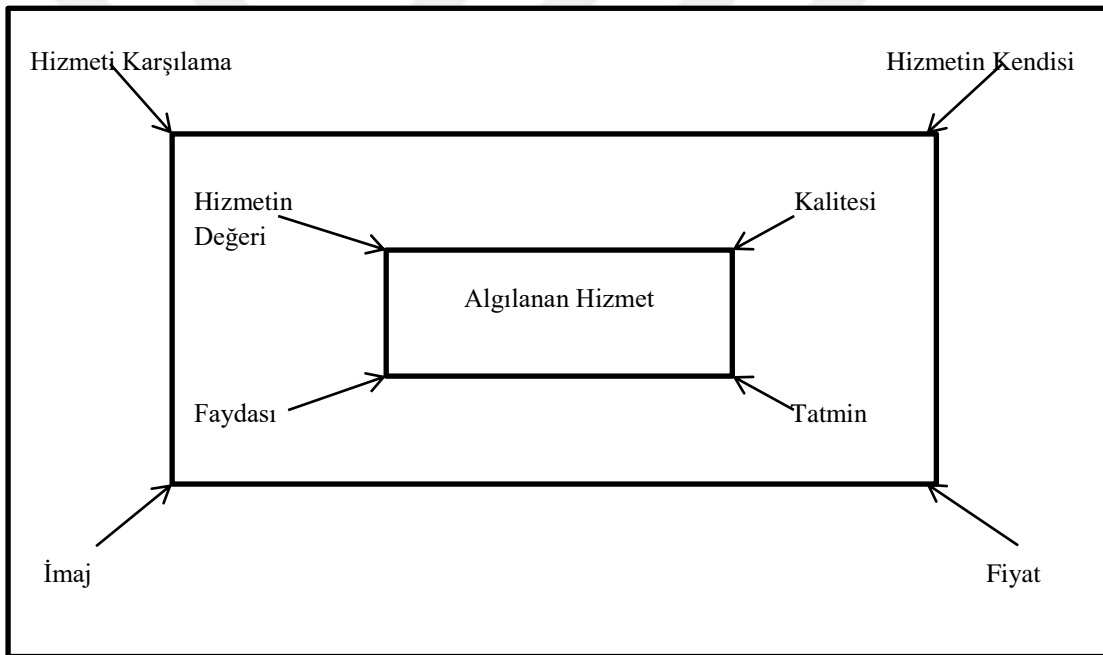 Hizmeti Karşılama
Hizmetin Kendisi
Hizmetin
Değeri
Kalitesi
Algılanan Hizmet
Faydası
Tatmin
İmaj
Fiyat